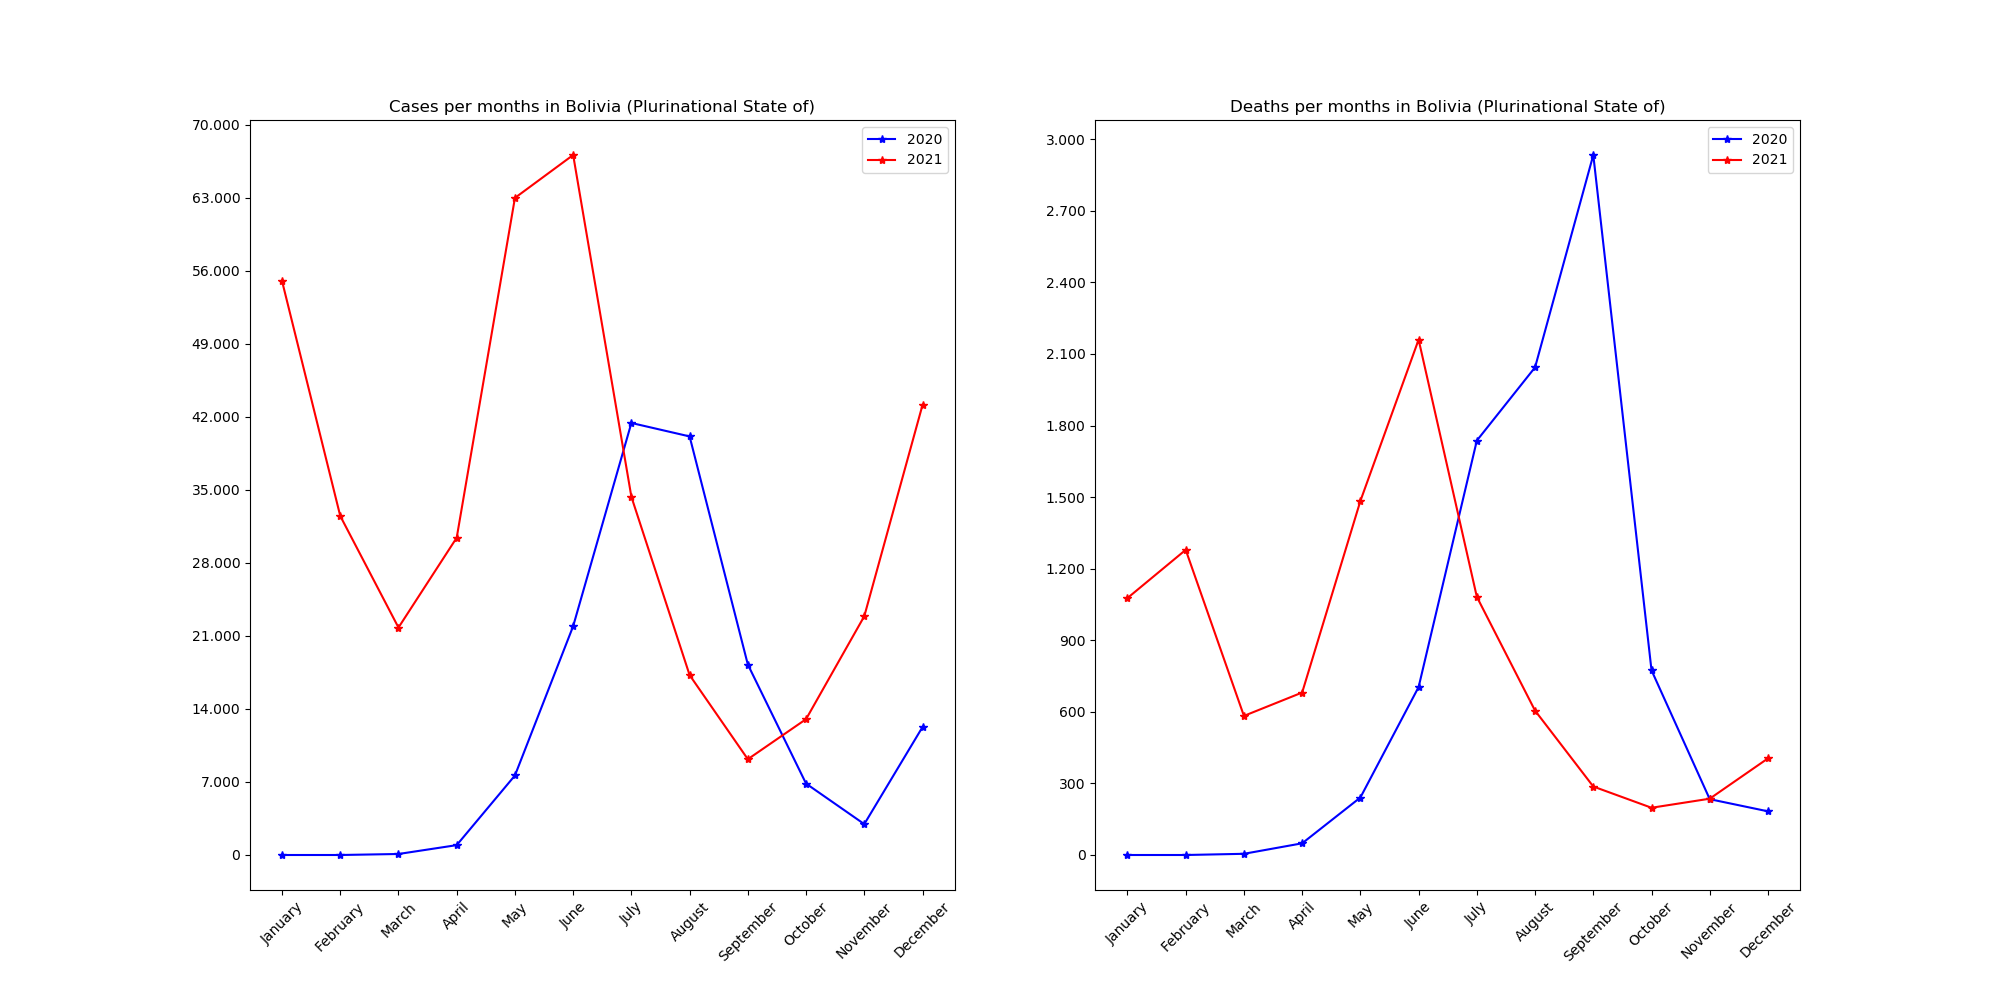 Cases per months in Bolivia (Plurinational State of)
70.000
63.000
56.000
49.000
42.000
35.000
28.000
21.000
14.000
7.000
0
2020
2021
January
February
March
April
May
June
July
August
September
October
November
December
Deaths per months in Bolivia (Plurinational State of)
3.000
2.700
2.400
2.100
1.800
1.500
1.200
900
600
300
0
2020
2021
January
February
March
April
May
June
July
August
September
October
November
December